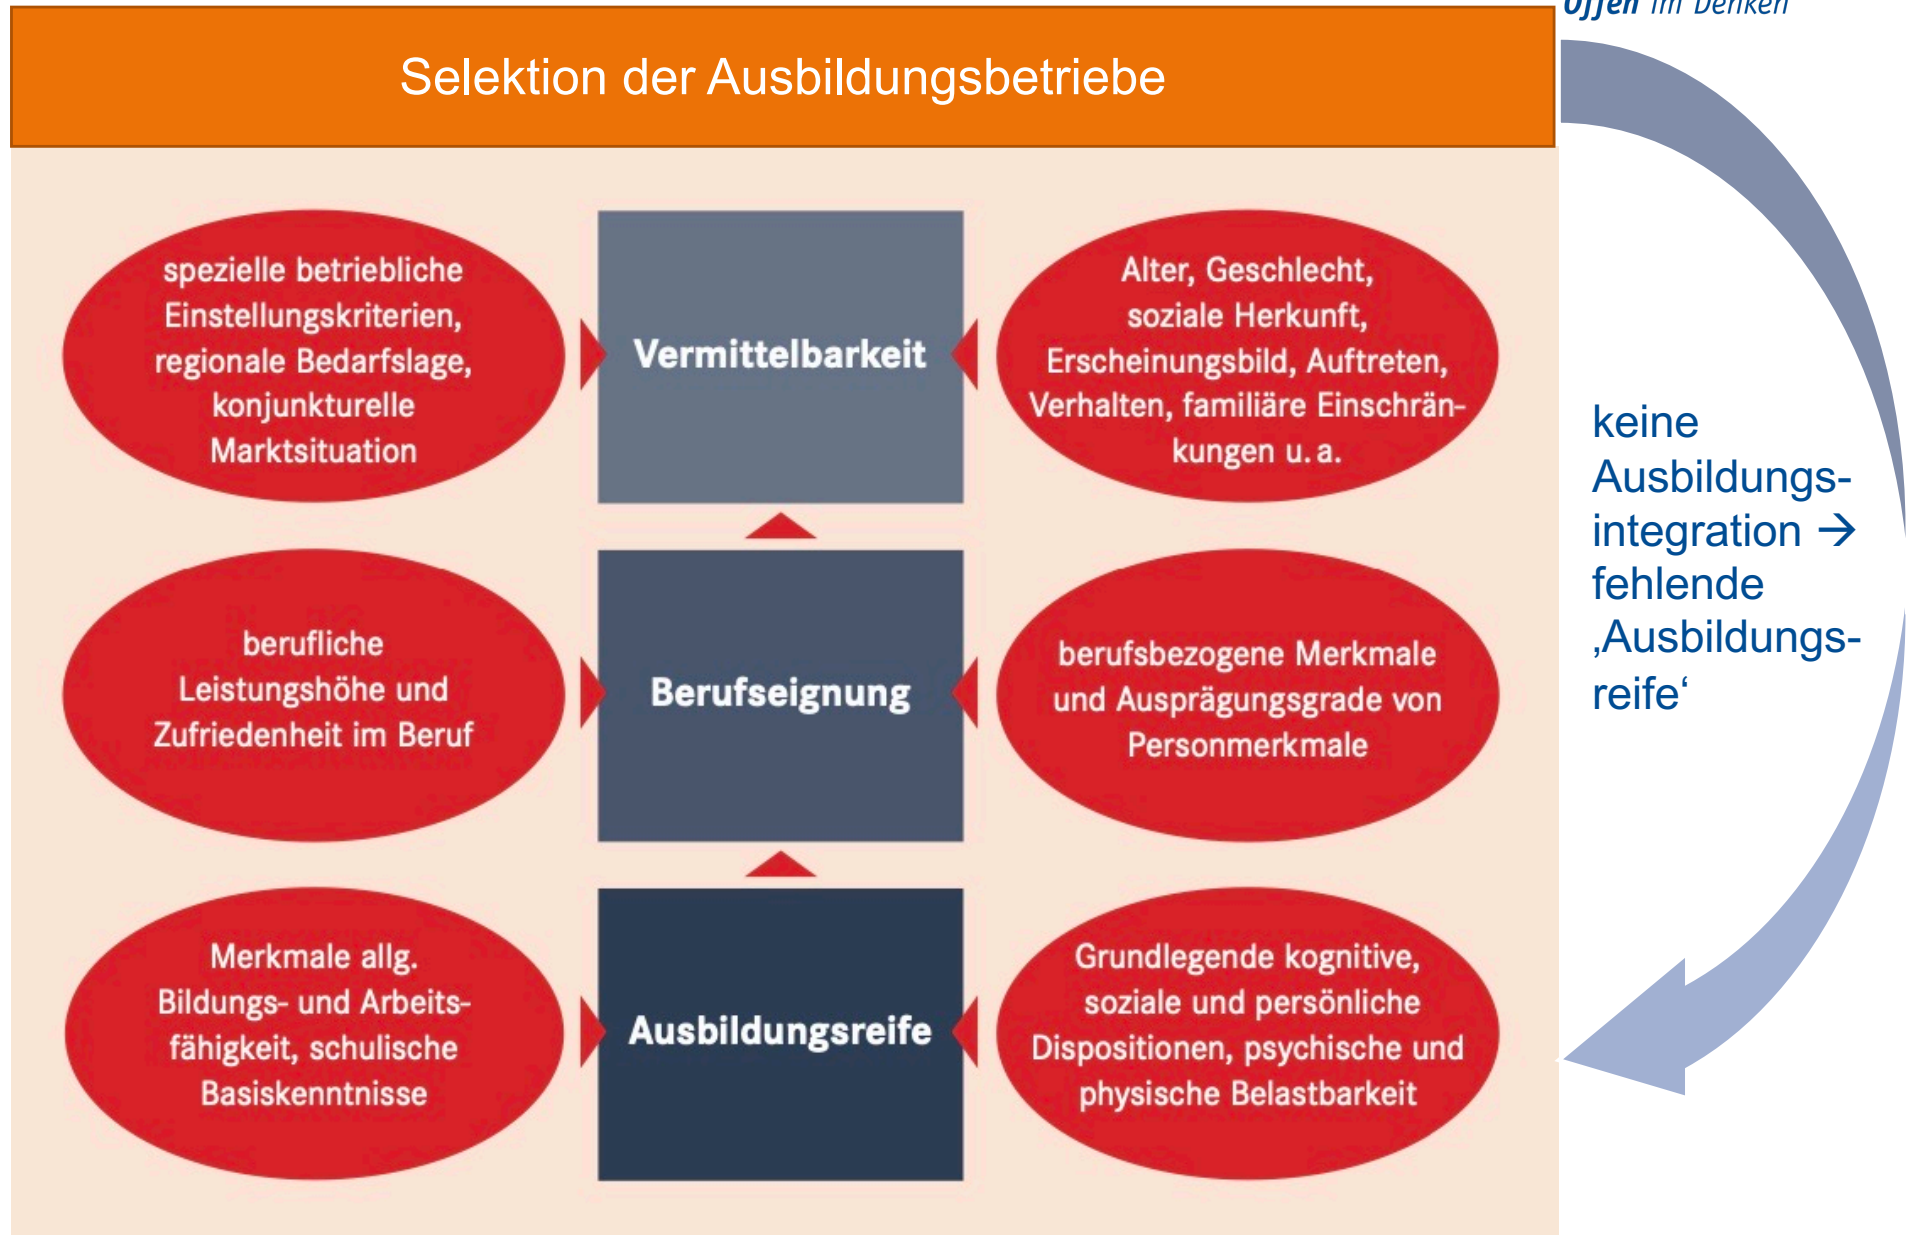 Offen im Denken
Selektion der Ausbildungsbetriebe
spezielle betriebliche
Einstellungskriterien,
regionale Bedarfslage,
konjunkturelle
Marktsituation
Vermittelbarkeit
Alter, Geschlecht,
soziale Herkunft,
Erscheinungsbild, Auftreten,
Verhalten, familiäre Einschrän-
kungen u. a.
berufliche
Leistungshöhe und
Zufriedenheit im Beruf
Berufseignung
berufsbezogene Merkmale
und Ausprägungsgrade von
Personmerkmale
Merkmale allg.
Bildungs- und Arbeits-
fähigkeit, schulische
Basiskenntnisse
Ausbildungsreife
Grundlegende kognitive,
soziale und persönliche
Dispositionen, psychische und
physische Belastbarkeit
keine
Ausbildungs-
integration →
fehlende
‚Ausbildungs-
reife‘